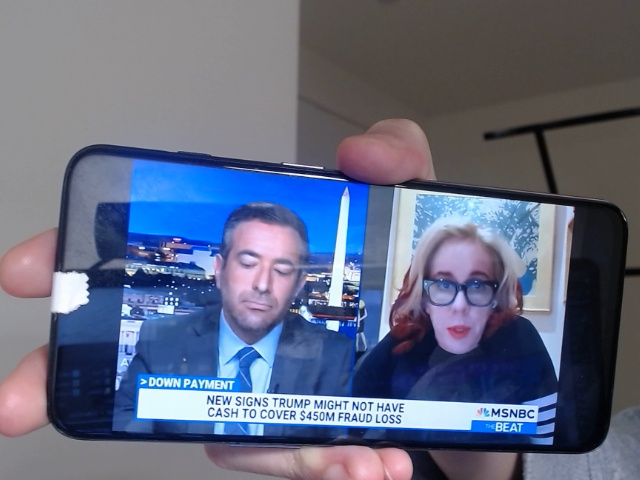 > DOWN PAYMENT
NEW SIGNS TRUMP MIGHT NOT HAVE
CASH TO COVER $450M FRAUD LOSS
MSNBC
THE BEAT